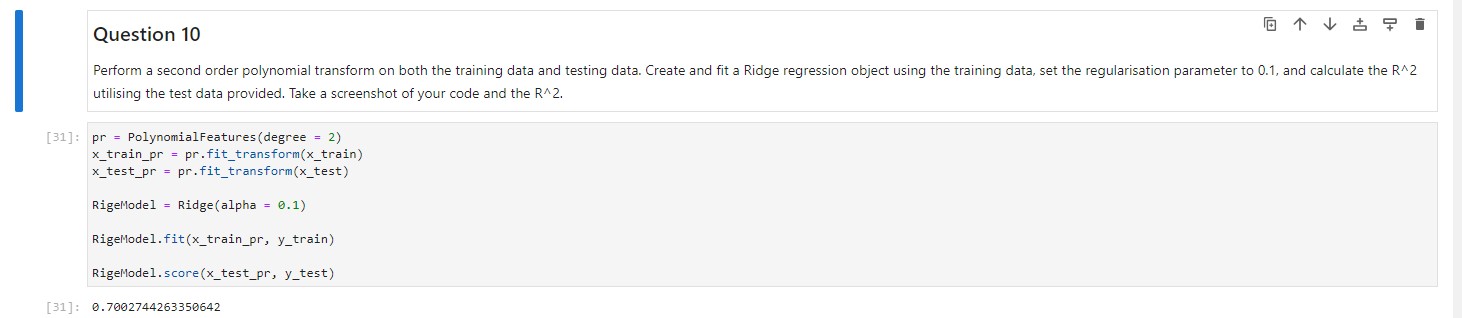 Question 10
Perform a second order polynomial transform on both the training data and testing data. Create and fit a Ridge regression object using the training data, set the regularisation parameter to 0.1, and calculate the R^2
utilising the test data provided. Take a screenshot of your code and the R^2.
[31]: pr = PolynomialFeatures(degree = 2)
x_train_pr = pr.fit_transform(x_train)
x_test_pr = pr.fit_transform(x_test)
RigeModel = Ridge(alpha = 0.1)
RigeModel.fit(x_train_pr, y_train)
RigeModel.score(x_test_pr, y_test)
[31]: 0.7002744263350642